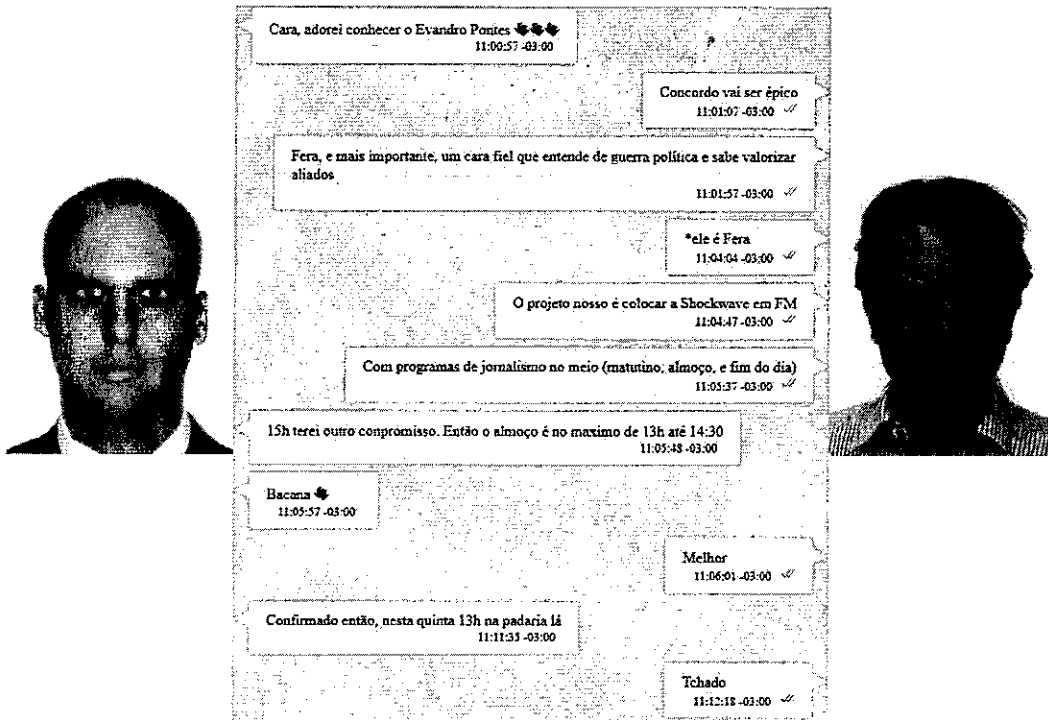 Cara, adorei conhecer o Evandro Pontes
11:00:57 -03:00
Concordo vai ser épico
11:01:07 -03:00
Fera, e mais importante, um cara fiel que entende de guerra política e sabe valorizar
aliados
11:01:57 -03:00
*ele é Fera
11:04:04 -03:00
O projeto nosso é colocar a Shockwave em FM
11:04:47 -03:00
Com programas de jornalismo no meio (matutino, almoço, e fim do dia)
11:05:37 -03:00
15h terei outro conpromisso. Então o almoço é no maximo de 13h até 14:30
11:05:48 -03:00
Bacana
11:05:57 -03:00
Melhor
11:06:01 -03:00
Confirmado então, nesta quinta 13h na padaria lá
11:11:35 -03:00
Tchado
11:12:18 -03:00